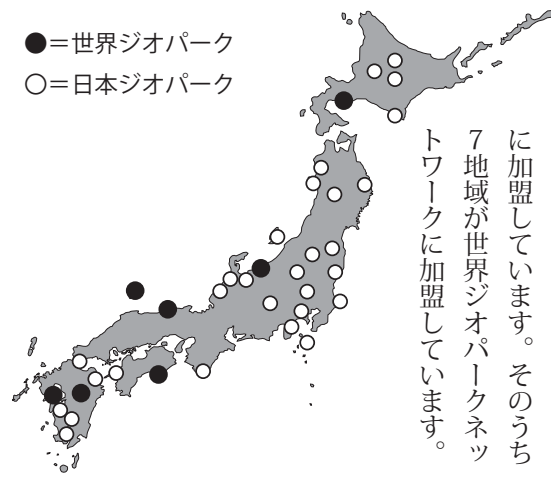 ●=世界ジオパーク
○=日本ジオパーク
に加盟しています。そのうち
７地域が世界ジオパークネッ
トワークに加盟しています。